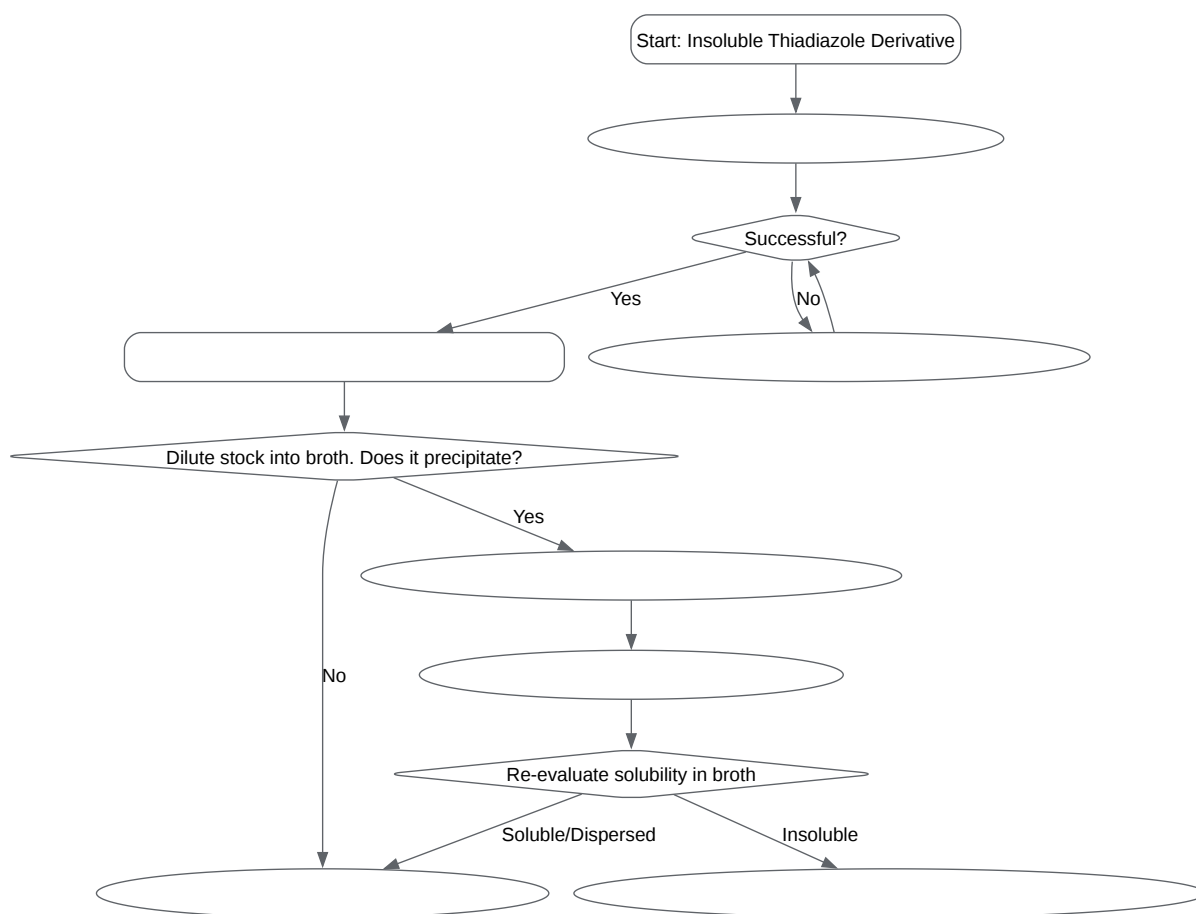 Start: Insoluble Thiadiazole Derivative
Successful?
Yes
No
Dilute stock into broth. Does it precipitate?
Yes
No
Re-evaluate solubility in broth
Soluble/Dispersed
Insoluble